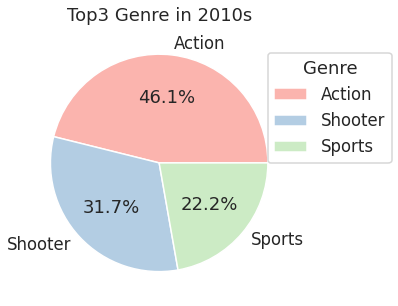 Top3 Genre in 2010s
Action
46.1%
Shooter
31.7%
Sports
22.2%
Genre
Action
Shooter
Sports